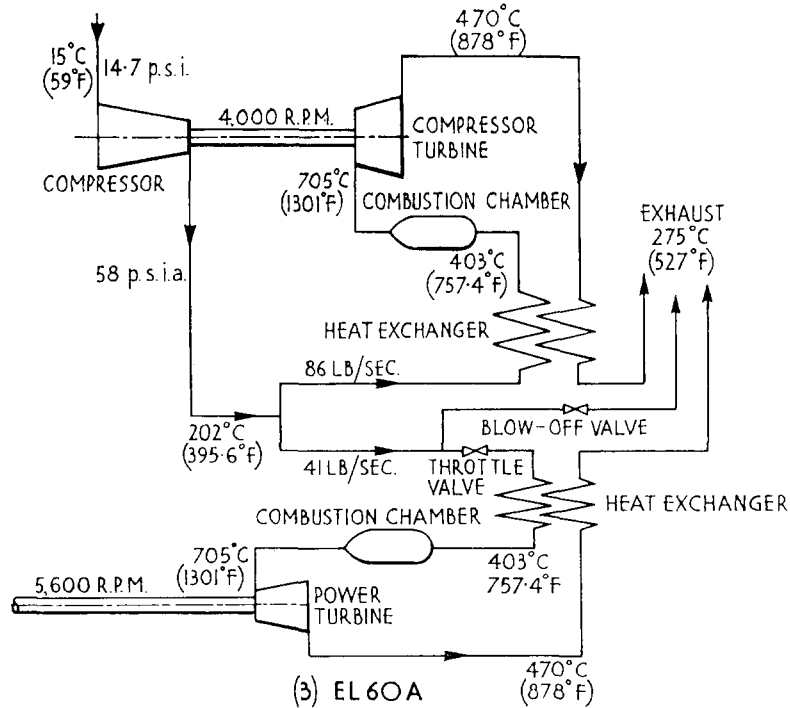 15°C
(59°F)
14·7 p.s.i.
COMPRESSOR
4,000 R.P.M.
470°C
(878°F)
COMPRESSOR
TURBINE
705°C
(1301°F)
COMBUSTION CHAMBER
403°C
(757·4°F)
EXHAUST
275°C
(527°F)
58 p.s.i.a.
HEAT EXCHANGER
86 LB/SEC.
202°C
(395·6°F)
BLOW-OFF VALVE
41 LB/SEC.
THROTTLE
VALVE
HEAT EXCHANGER
COMBUSTION CHAMBER
403°C
757·4°F
705°C
(1301°F)
5,600 R.P.M.
POWER
TURBINE
470°C
(878°F)
(3) EL60A